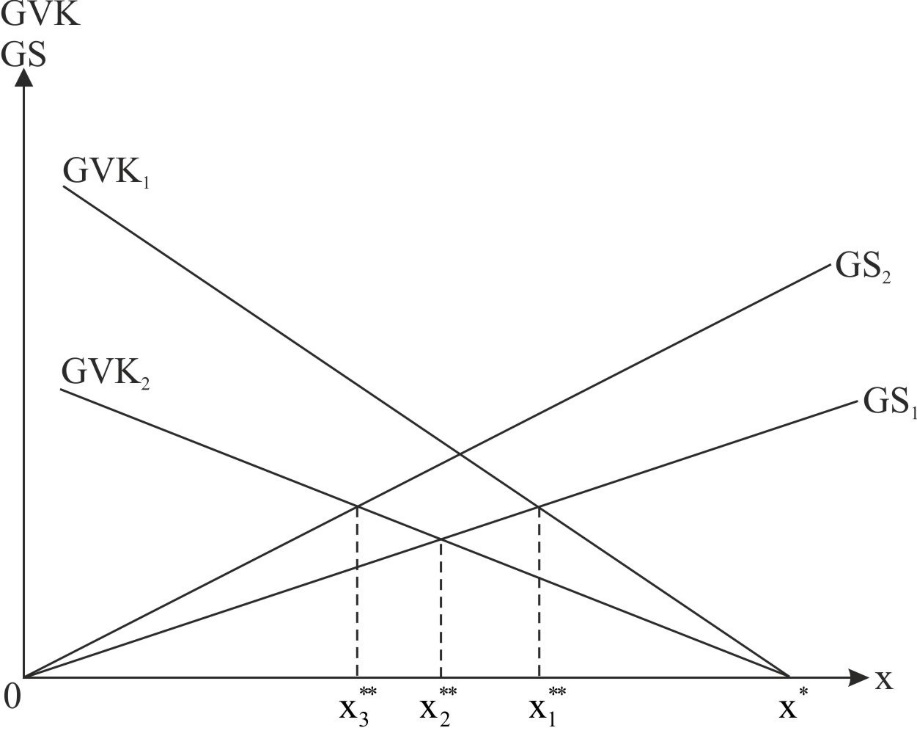 GVK
GS
GVK₁
GS₂
GVK₂
GS₁
0
x₃**
x₂**
x₁**
x*
x